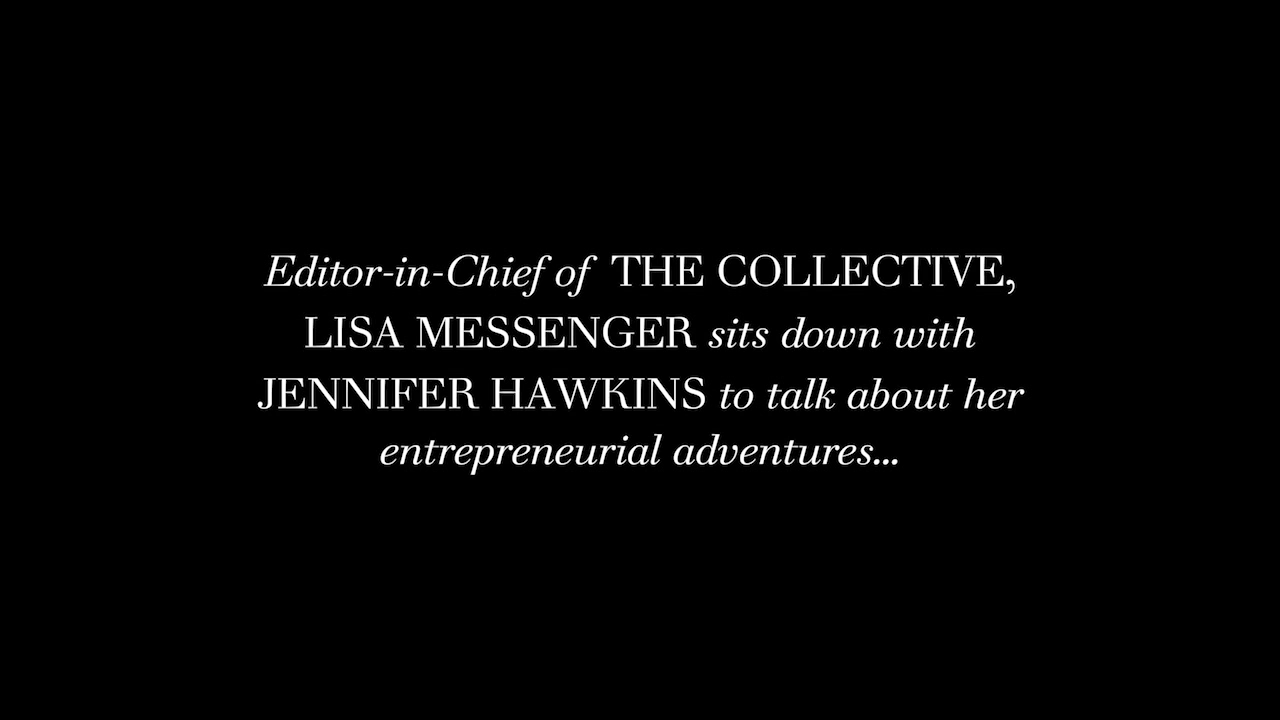 Editor-in-Chief of THE COLLECTIVE,
LISA MESSENGER sits down with
JENNIFER HAWKINS to talk about her
entrepreneurial adventures...